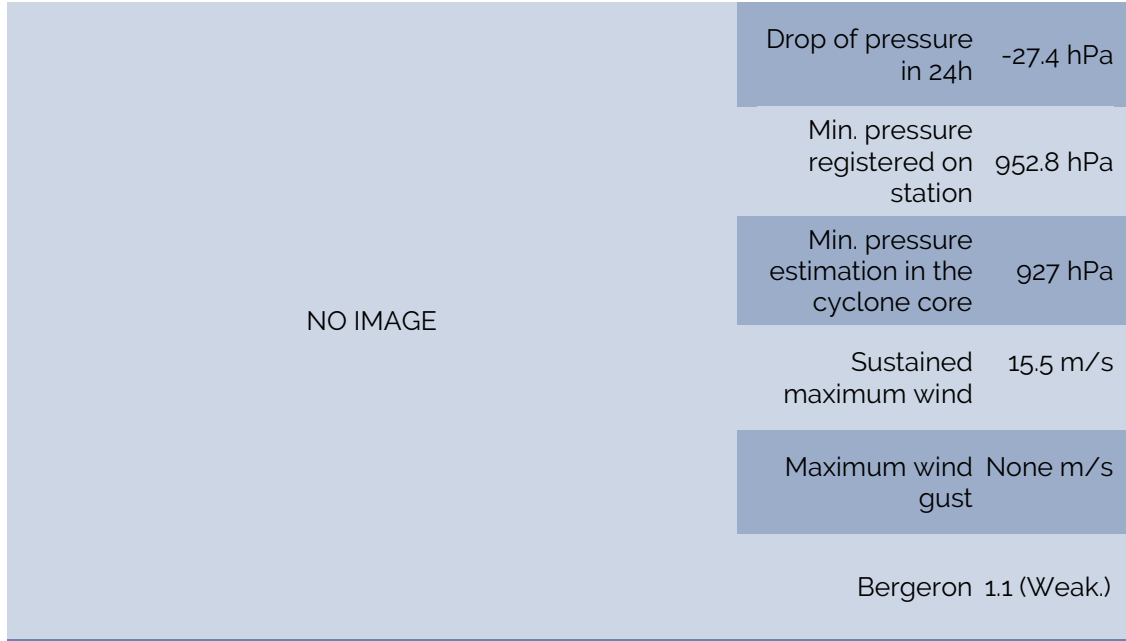 NO IMAGE
Drop of pressure
in 24h
-27.4 hPa
Min. pressure
registered on
station
952.8 hPa
Min. pressure
estimation in the
cyclone core
927 hPa
Sustained
maximum wind
15.5 m/s
Maximum wind
gust
None m/s
Bergeron
1.1 (Weak.)